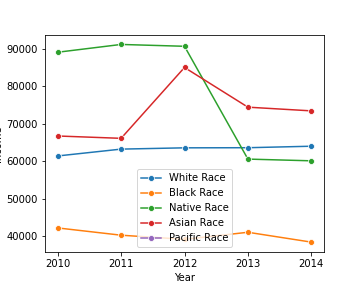 90000
80000
70000
60000
50000
40000
2010
2011
2012
2013
2014
Year
White Race
Black Race
Native Race
Asian Race
Pacific Race